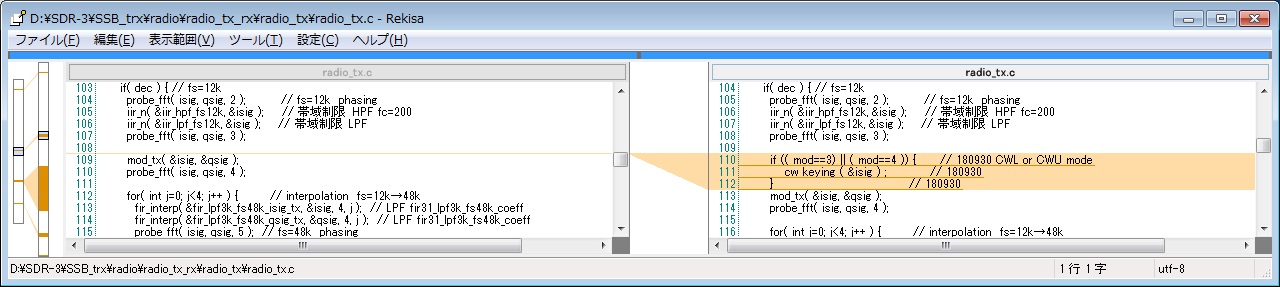 D:¥SDR-3¥SSB_trx¥radio¥radio_tx_rx¥radio_tx¥radio_tx.c - Rekisa
ファイル(F) 編集(E) 表示範囲(V) ツール(T) 設定(C) ヘルプ(H)
radio_tx.c
103 if( dec ) { // fs=12k
104 probe_fft( isig, qsig, 2 ); // fs=12k phasing
105 iir_n( &iir_hpf_fs12k, &isig ); // 帯域制限 HPF fc=200
106 iir_n( &iir_lpf_fs12k, &isig ); // 帯域制限 LPF
107 probe_fft( isig, qsig, 3 );
108
109 mod_tx( &isig, &qsig );
110 probe_fft( isig, qsig, 4 );
111
112 for( int j=0; j<4; j++ ) { // interpolation fs=12k→48k
113 fir_interp( &fir_lpf3k_fs48k_isig_tx, &isig, 4, j ); // LPF fir31_lpf3k_fs48k_coeff
114 fir_interp( &fir_lpf3k_fs48k_qsig_tx, &qsig, 4, j ); // LPF fir31_lpf3k_fs48k_coeff
115 probe_fft( isig, qsig, 5 ); // fs=48k phasing
radio_tx.c
104 if( dec ) { // fs=12k
105 probe_fft( isig, qsig, 2 ); // fs=12k phasing
106 iir_n( &iir_hpf_fs12k, &isig ); // 帯域制限 HPF fc=200
107 iir_n( &iir_lpf_fs12k, &isig ); // 帯域制限 LPF
108 probe_fft( isig, qsig, 3 );
109
110 if (( mod==3) || ( mod==4 )) { // 180930 CWL or CWU mode
111 cw_keying ( &isig ) ; // 180930
112 } // 180930
113 mod_tx( &isig, &qsig );
114 probe_fft( isig, qsig, 4 );
115
116 for( int j=0; j<4; j++ ) { // interpolation fs=12k→48k
D:¥SDR-3¥SSB_trx¥radio¥radio_tx_rx¥radio_tx¥radio_tx.c 1 行 1 字 utf-8